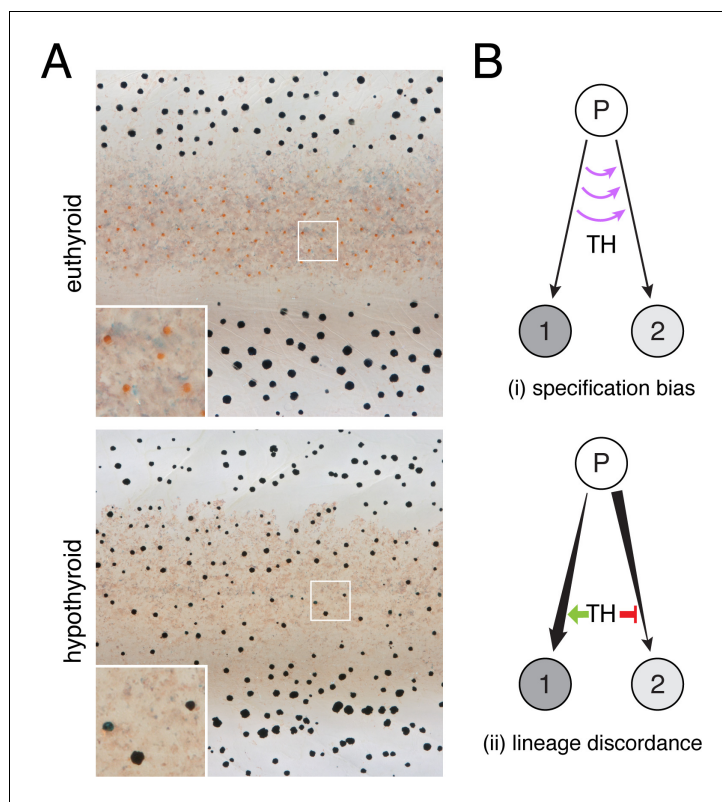 A
euthyroid
hypothyroid
B
P
TH
1 2
(i) specification bias
P
TH
1 2
(ii) lineage discordance